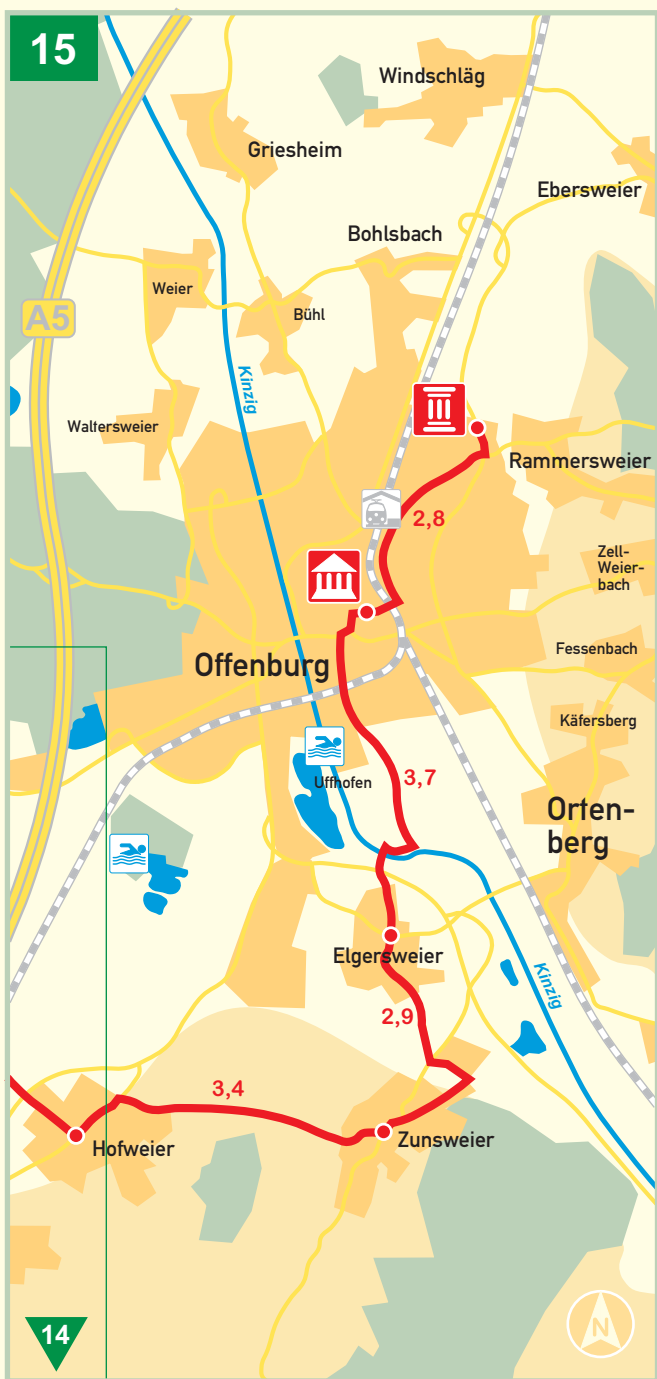 15
Windschläg
Griesheim
Ebersweier
Bohlsbach
Weier
Bühl
A5
Kinzig
Waltersweier
Rammersweier
2,8
Zell-
Weier-
bach
Offenburg
Fessenbach
Käfersberg
Uffhofen
3,7
Orten-
berg
Elgersweier
Kinzig
2,9
3,4
Hofweier
Zunsweier
14
N